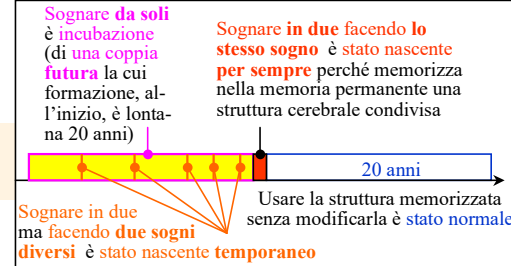 Sognare da soli
è incubazione
(di una coppia
futura la cui
formazione, al-
l'inizio, è lonta-
na 20 anni)
Sognare in due facendo lo
stesso sogno è stato nascente
per sempre perché memorizza
nella memoria permanente una
struttura cerebrale condivisa
20 anni
Sognare in due
ma facendo due sogni
diversi è stato nascente temporaneo
Usare la struttura memorizzata
senza modificarla è stato normale